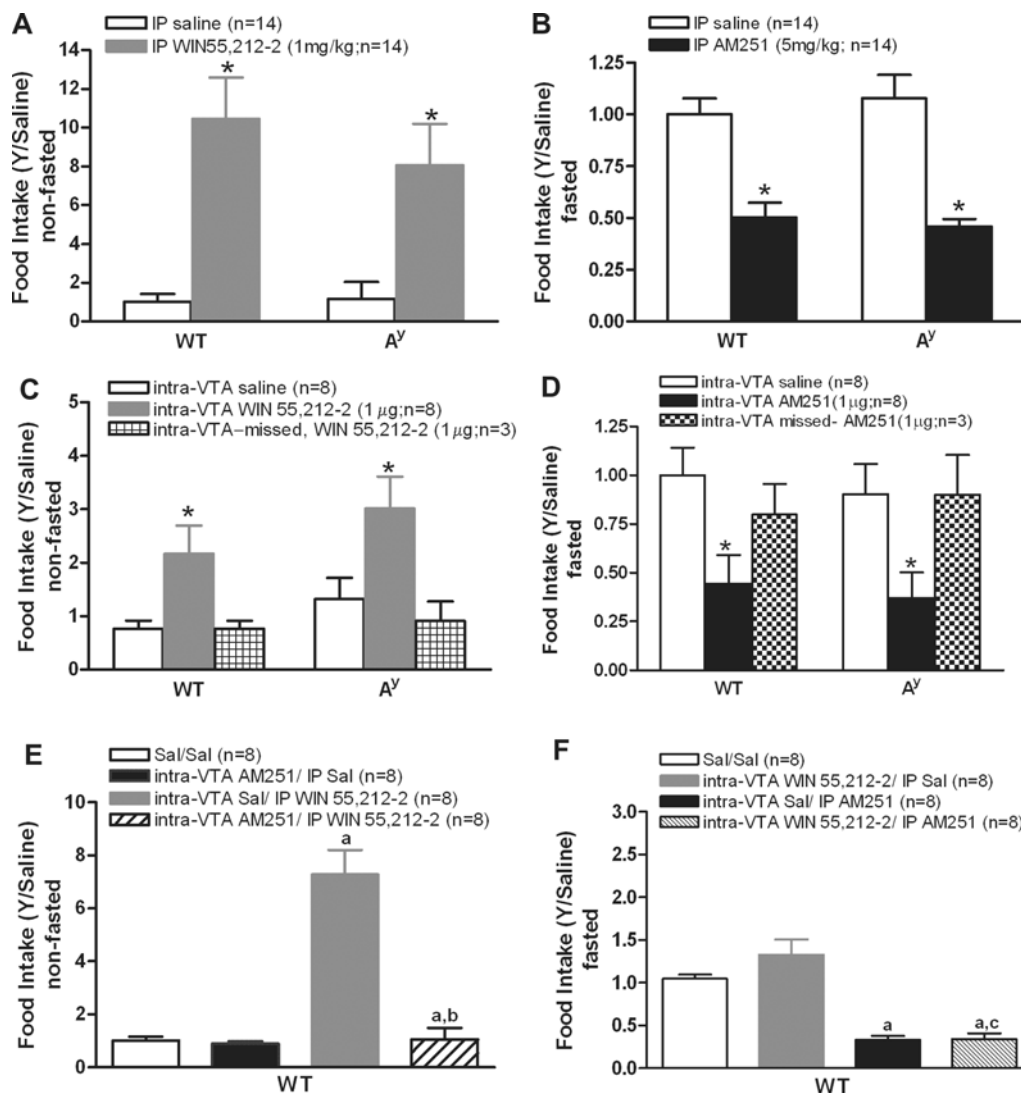 A
IP saline (n=14)
IP WIN55,212-2 (1mg/kg;n=14)
Food Intake (Y/Saline)
non-fasted
14
12
10
8
6
4
2
0
*
*
WT
Aʸ
B
IP saline (n=14)
IP AM251 (5mg/kg; n=14)
Food Intake (Y/Saline)
fasted
1.25
1.00
0.75
0.50
0.25
0.00
*
*
WT
Aʸ
C
intra-VTA saline (n=8)
intra-VTA WIN 55,212-2 (1 µg;n=8)
intra-VTA–missed, WIN 55,212-2 (1µg;n=3)
Food Intake (Y/Saline)
non-fasted
5
4
3
2
1
0
*
*
WT
Aʸ
D
intra-VTA saline (n=8)
intra-VTA AM251(1µg;n=8)
intra-VTA missed- AM251(1µg;n=3)
Food Intake (Y/Saline)
fasted
1.25
1.00
0.75
0.50
0.25
0.00
*
*
WT
Aʸ
E
Sal/Sal (n=8)
intra-VTA AM251/ IP Sal (n=8)
intra-VTA Sal/ IP WIN 55,212-2 (n=8)
intra-VTA AM251/ IP WIN 55,212-2 (n=8)
Food Intake (Y/Saline)
non-fasted
10
8
6
4
2
0
a
a,b
WT
F
Sal/Sal (n=8)
intra-VTA WIN 55,212-2/ IP Sal (n=8)
intra-VTA Sal/ IP AM251 (n=8)
intra-VTA WIN 55,212-2/ IP AM251 (n=8)
Food Intake (Y/Saline)
fasted
3.0
2.5
2.0
1.5
1.0
0.5
0.0
a
a,c
WT